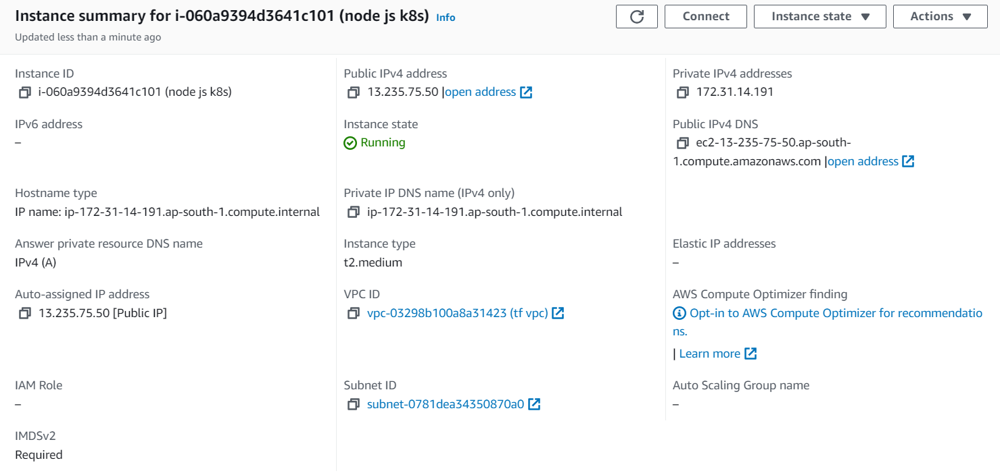 Instance summary for i-060a9394d3641c101 (node js k8s) Info
Updated less than a minute ago
Connect
Instance state
Actions
Instance ID
i-060a9394d3641c101 (node js k8s)
Public IPv4 address
13.235.75.50 |open address
Private IPv4 addresses
172.31.14.191
IPv6 address
–
Instance state
Running
Public IPv4 DNS
ec2-13-235-75-50.ap-south-
1.compute.amazonaws.com |open address
Hostname type
IP name: ip-172-31-14-191.ap-south-1.compute.internal
Private IP DNS name (IPv4 only)
ip-172-31-14-191.ap-south-1.compute.internal
Answer private resource DNS name
IPv4 (A)
Instance type
t2.medium
Elastic IP addresses
–
Auto-assigned IP address
13.235.75.50 [Public IP]
VPC ID
vpc-03298b100a8a31423 (tf vpc)
AWS Compute Optimizer finding
Opt-in to AWS Compute Optimizer for recommendatio
ns.
| Learn more
IAM Role
–
Subnet ID
subnet-0781dea34350870a0
Auto Scaling Group name
–
IMDSv2
Required